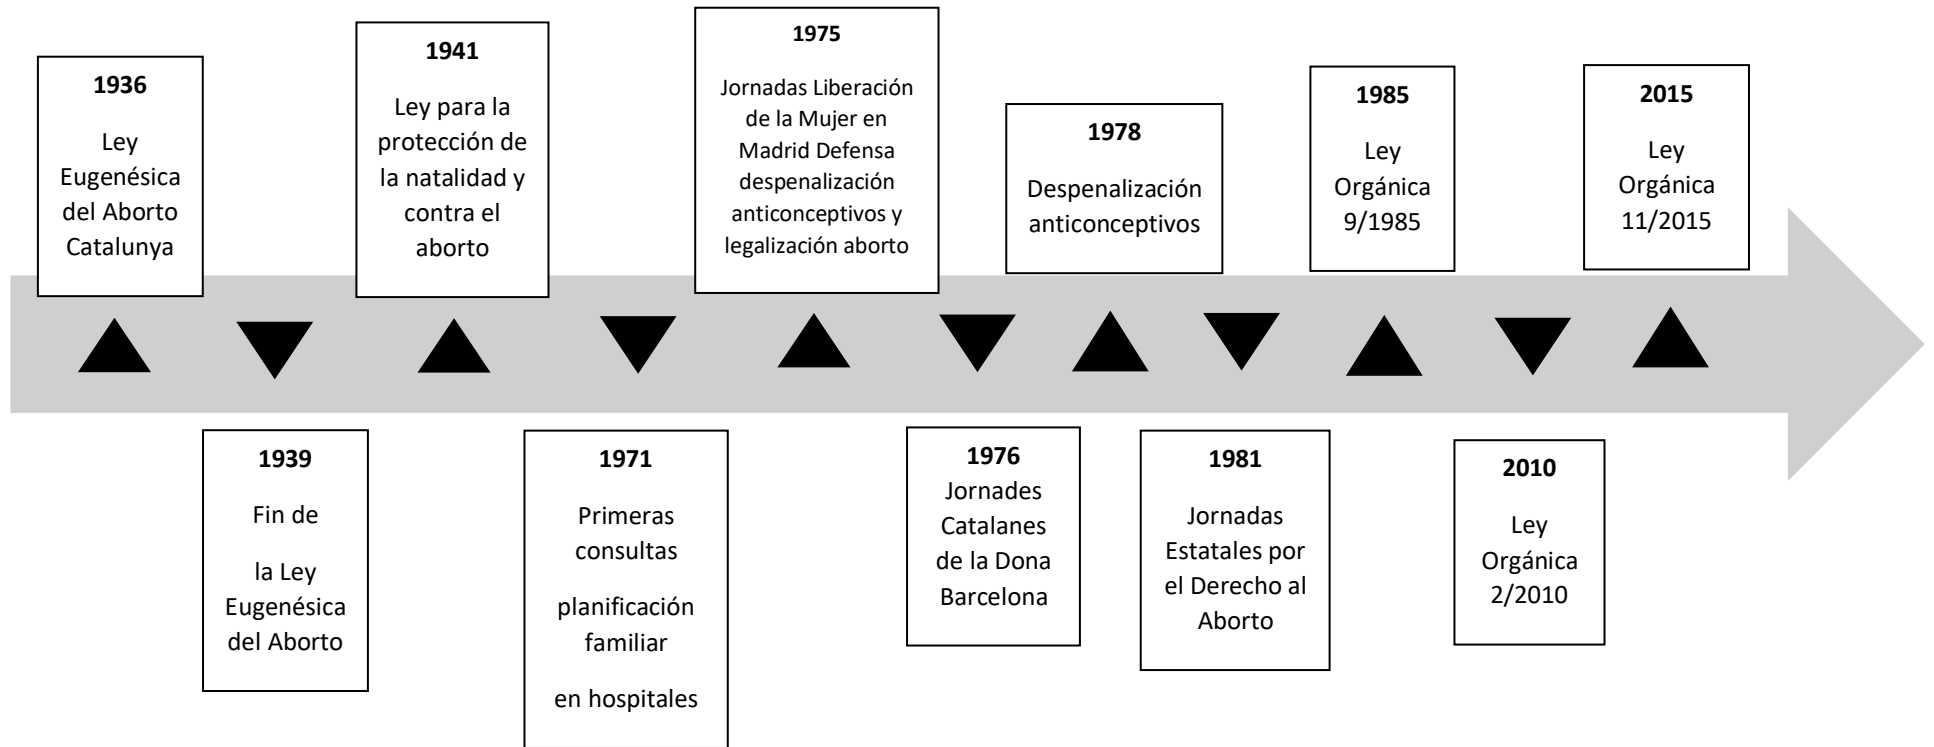 1936
Ley
Eugenésica
del Aborto
Catalunya
1939
Fin de
la Ley
Eugenésica
del Aborto
1941
Ley para la
protección de
la natalidad y
contra el
aborto
1971
Primeras
consultas
planificación
familiar
en hospitales
1975
Jornadas Liberación
de la Mujer en
Madrid Defensa
despenalización
anticonceptivos y
legalización aborto
1976
Jornades
Catalanes
de la Dona
Barcelona
1978
Despenalización
anticonceptivos
1981
Jornadas
Estatales por
el Derecho al
Aborto
1985
Ley
Orgánica
9/1985
2010
Ley
Orgánica
2/2010
2015
Ley
Orgánica
11/2015